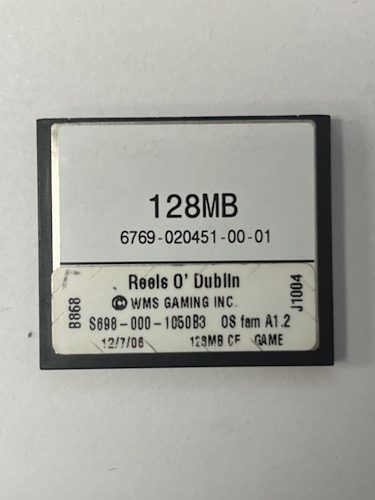 128MB
6769-020451-00-01
Reels O' Dublin
© WMS GAMING INC.
S698-000-1050B3 OS fam A1.2
12/7/06 128MB CF GAME
B868
J1004